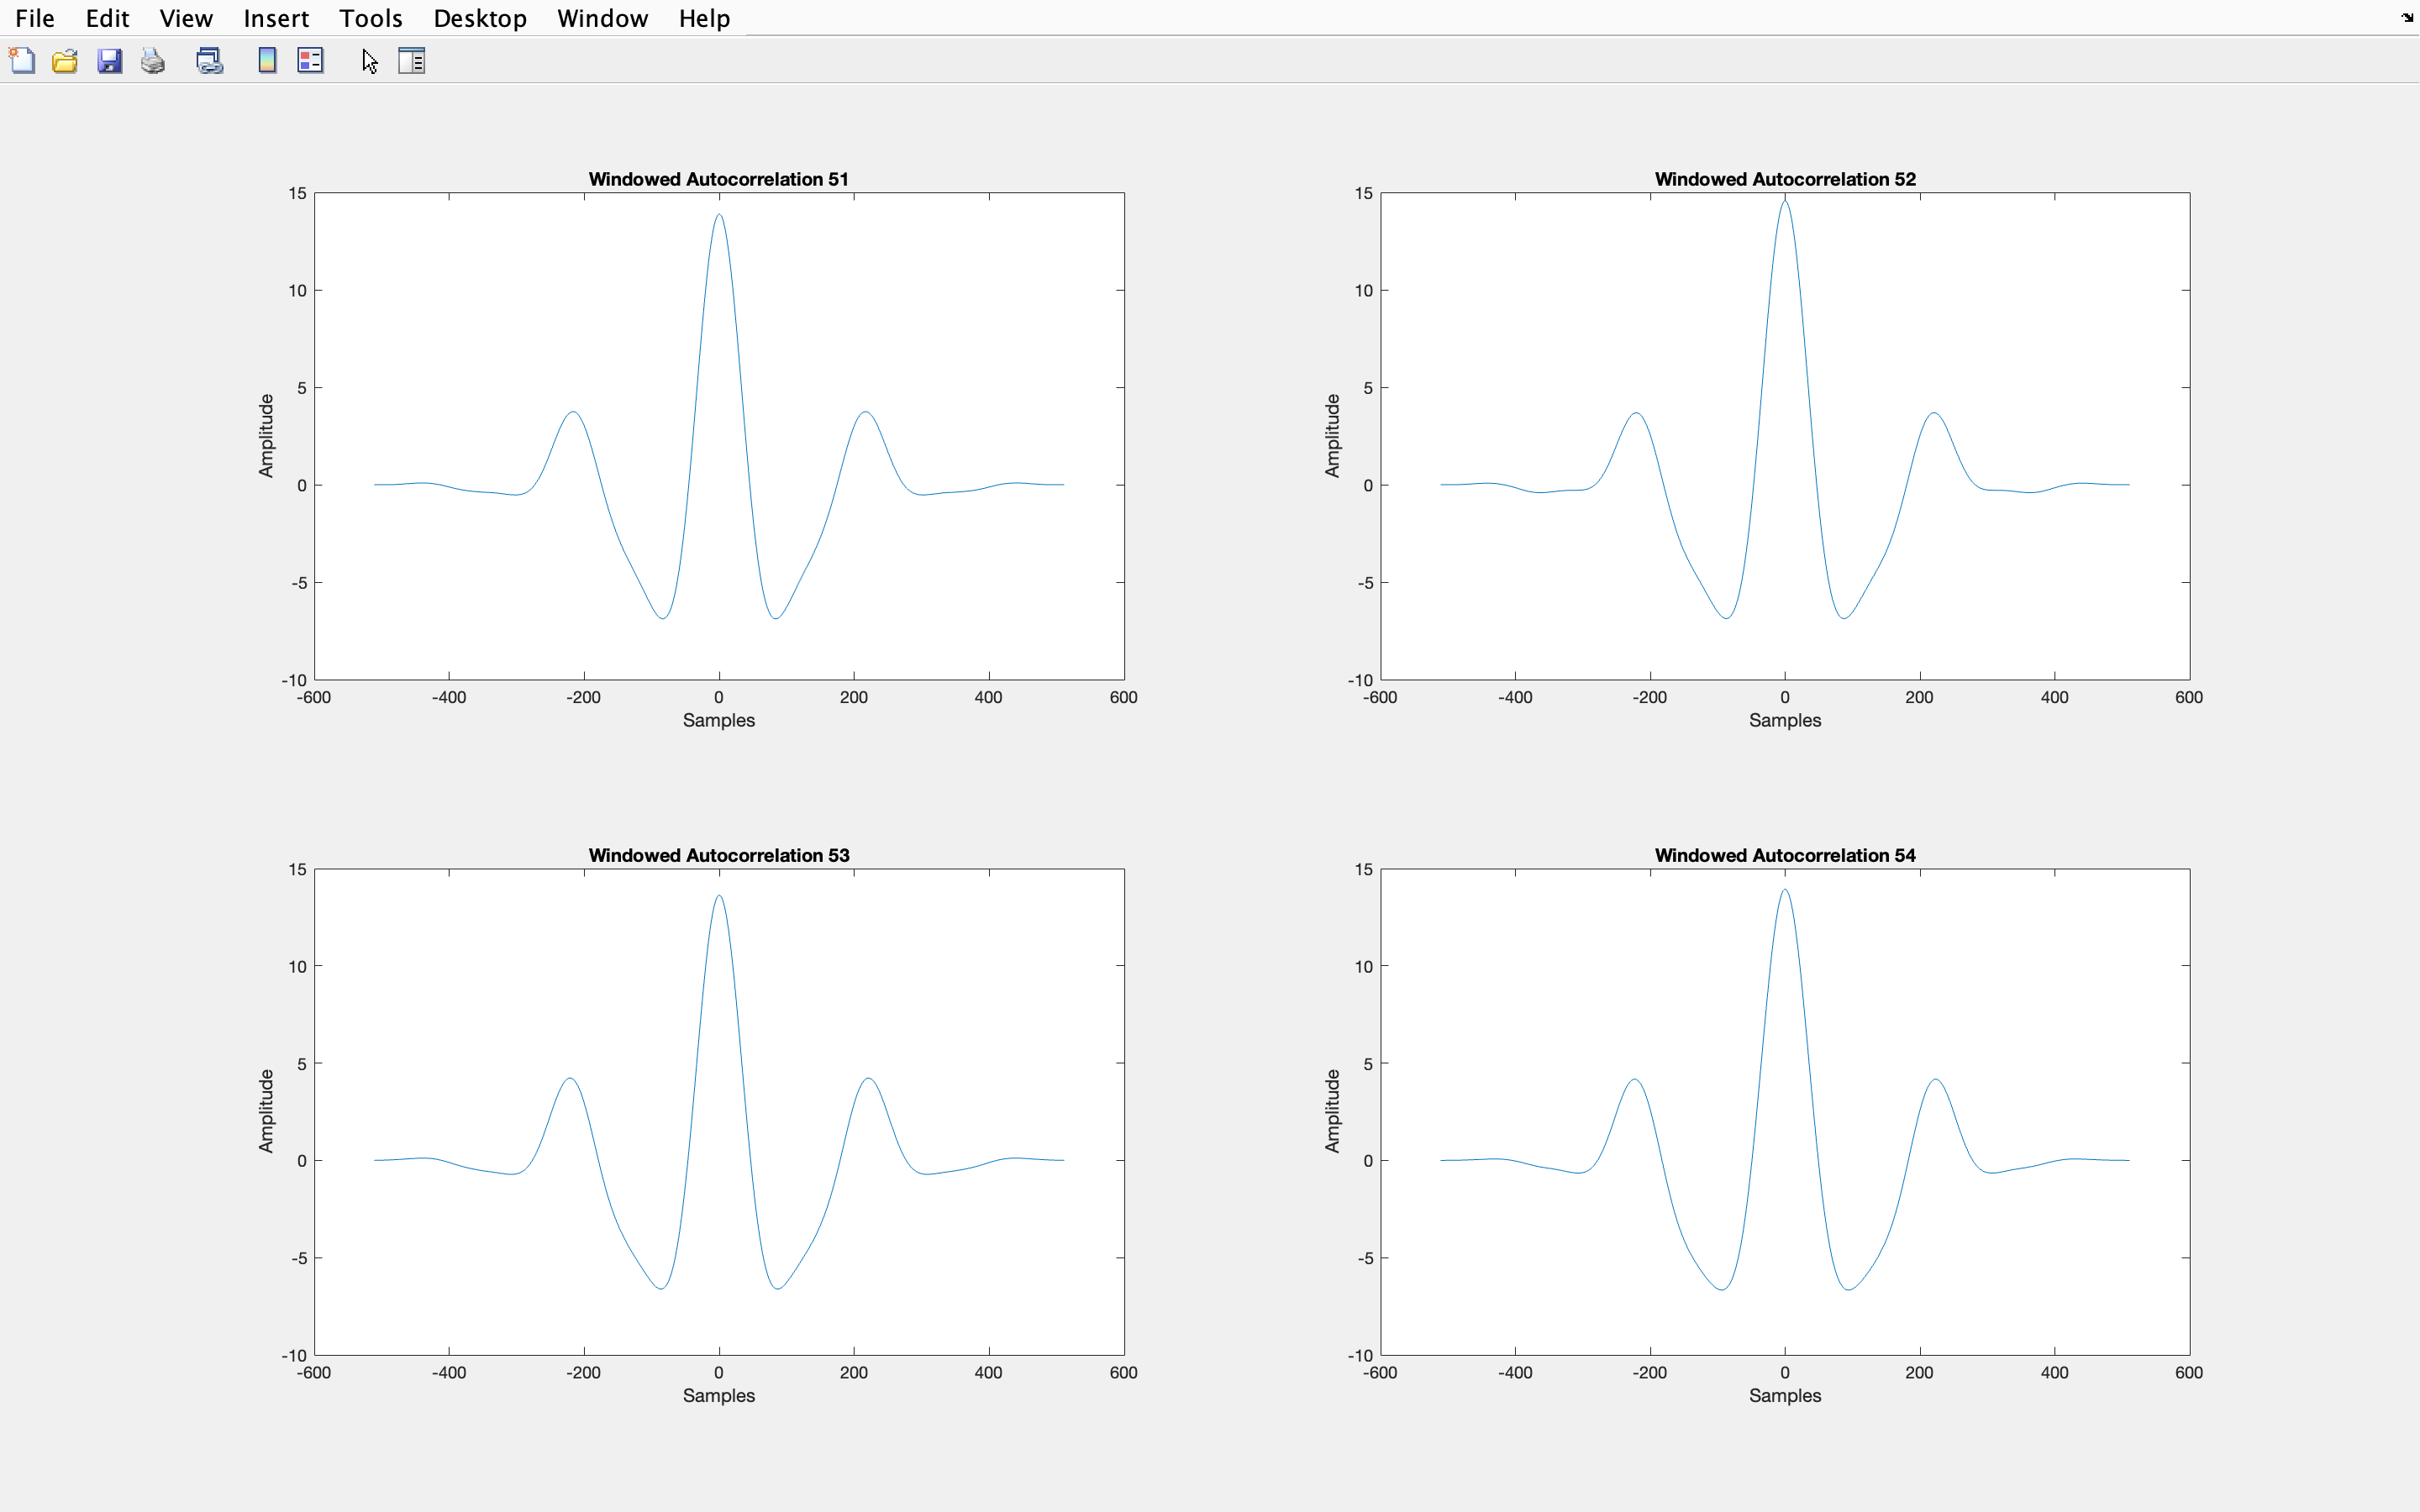 File Edit View Insert Tools Desktop Window Help
Windowed Autocorrelation 51
15
10
5
0
-5
-10
Amplitude
-600 -400 -200 0 200 400 600
Samples
Windowed Autocorrelation 52
15
10
5
0
-5
-10
Amplitude
-600 -400 -200 0 200 400 600
Samples
Windowed Autocorrelation 53
15
10
5
0
-5
-10
Amplitude
-600 -400 -200 0 200 400 600
Samples
Windowed Autocorrelation 54
15
10
5
0
-5
-10
Amplitude
-600 -400 -200 0 200 400 600
Samples